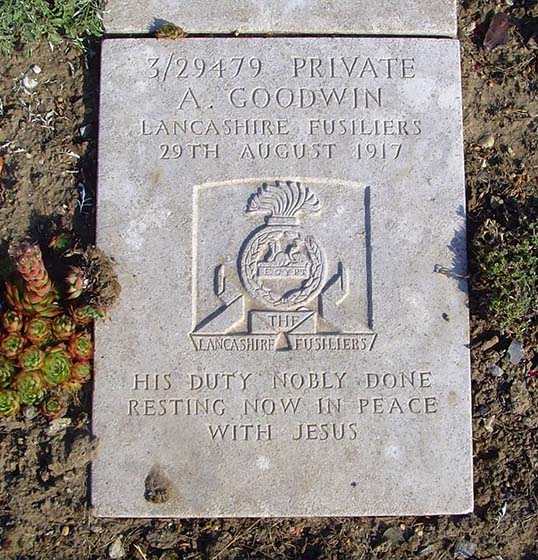 3/29479 PRIVATE
A. GOODWIN
LANCASHIRE FUSILIERS
29TH AUGUST 1917
EGYPT
THE
LANCASHIRE FUSILIERS
HIS DUTY NOBLY DONE
RESTING NOW IN PEACE
WITH JESUS